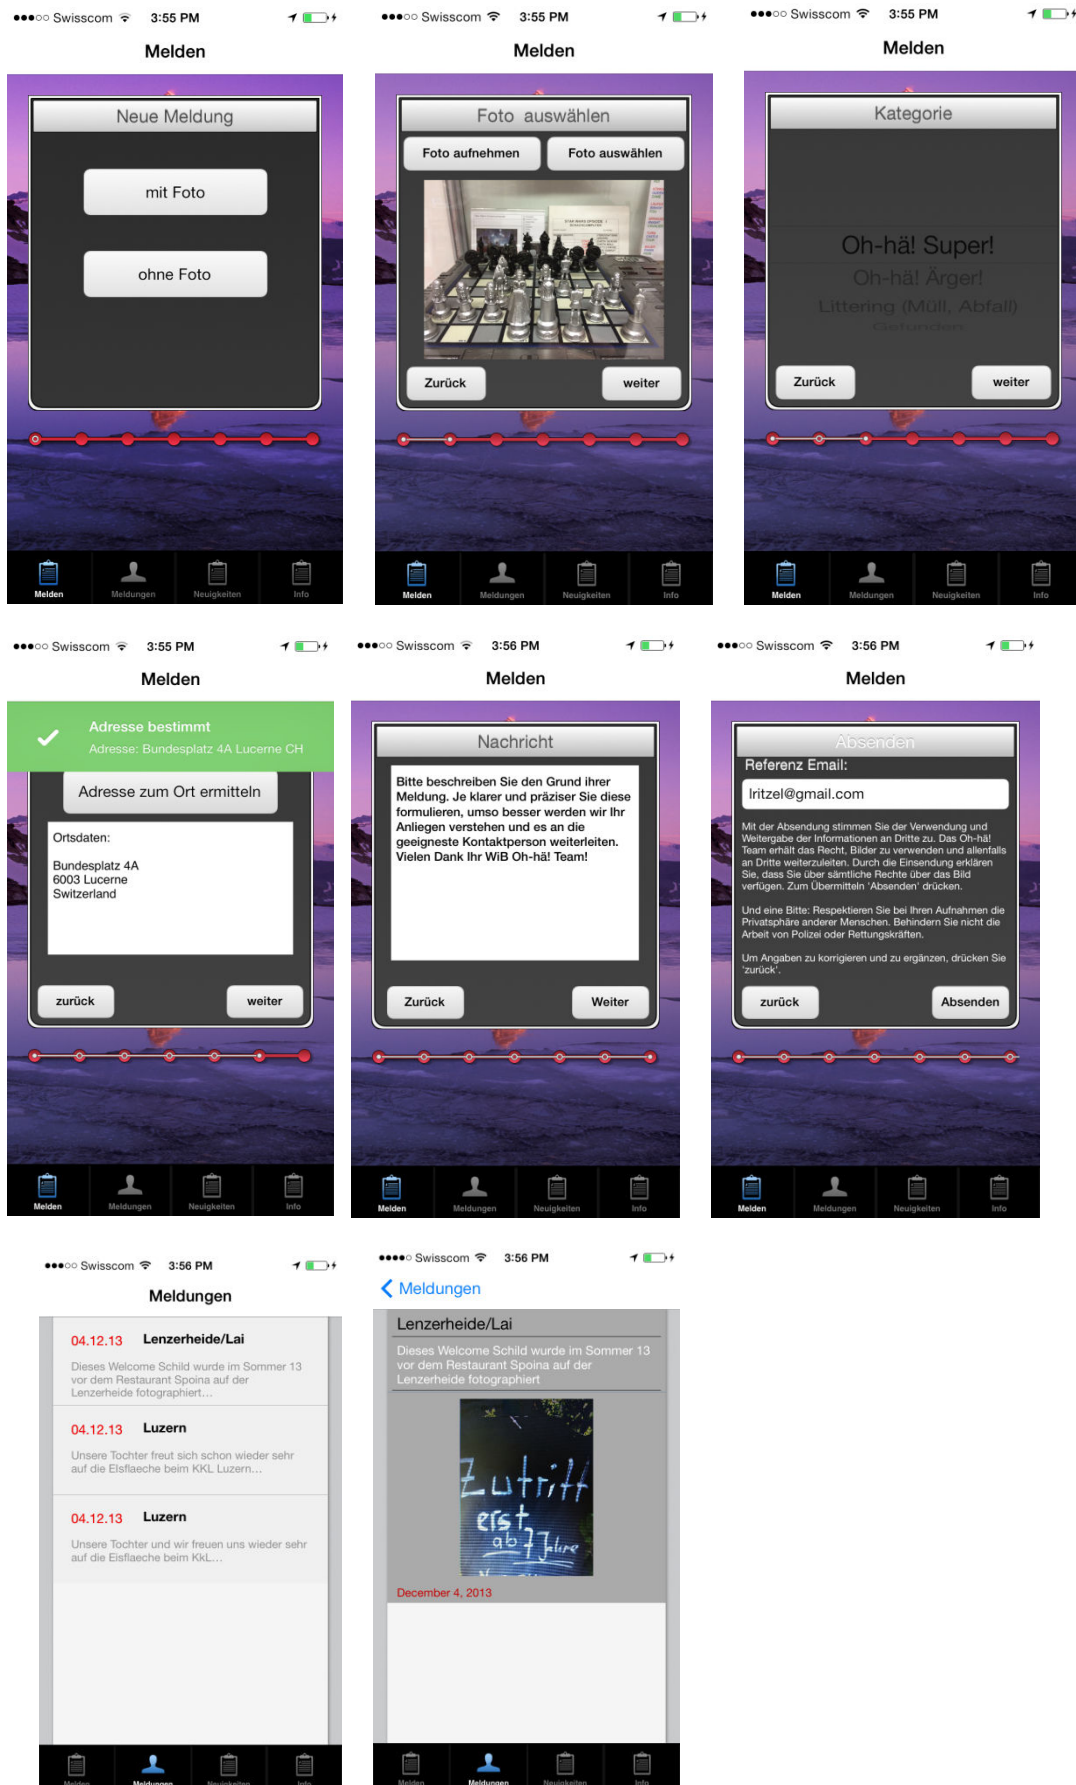 Swisscom 3:55 PM
Melden
Neue Meldung
mit Foto
ohne Foto
Melden Meldungen Neuigkeiten Info
Swisscom 3:55 PM
Melden
Foto auswählen
Foto aufnehmen Foto auswählen
Zurück weiter
Melden Meldungen Neuigkeiten Info
Swisscom 3:55 PM
Melden
Kategorie
Oh-hä! Super!
Oh-hä! Ärger!
Littering (Müll, Abfall)
Gefunden
Zurück weiter
Melden Meldungen Neuigkeiten Info
Swisscom 3:55 PM
Melden
Adresse bestimmt
Adresse: Bundesplatz 4A Lucerne CH
Adresse zum Ort ermitteln
Ortsdaten:
Bundesplatz 4A
6003 Lucerne
Switzerland
zurück weiter
Melden Meldungen Neuigkeiten Info
Swisscom 3:56 PM
Melden
Nachricht
Bitte beschreiben Sie den Grund ihrer
Meldung. Je klarer und präziser Sie diese
formulieren, umso besser werden wir Ihr
Anliegen verstehen und es an die
geeigneste Kontaktperson weiterleiten.
Vielen Dank Ihr WiB Oh-hä! Team!
Zurück Weiter
Melden Meldungen Neuigkeiten Info
Swisscom 3:56 PM
Melden
Absenden
Referenz Email:
lritzel@gmail.com
Mit der Absendung stimmen Sie der Verwendung und
Weitergabe der Informationen an Dritte zu. Das Oh-hä!
Team erhält das Recht, Bilder zu verwenden und allenfalls
an Dritte weiterzuleiten. Durch die Einsendung erklären
Sie, dass Sie über sämtliche Rechte über das Bild
verfügen. Zum Übermitteln 'Absenden' drücken.
Und eine Bitte: Respektieren Sie bei Ihren Aufnahmen die
Privatsphäre anderer Menschen. Behindern Sie nicht die
Arbeit von Polizei oder Rettungskräften.
Um Angaben zu korrigieren und zu ergänzen, drücken Sie
'zurück'.
zurück Absenden
Melden Meldungen Neuigkeiten Info
Swisscom 3:56 PM
Meldungen
04.12.13 Lenzerheide/Lai
Dieses Welcome Schild wurde im Sommer 13
vor dem Restaurant Spoina auf der
Lenzerheide fotographiert...
04.12.13 Luzern
Unsere Tochter freut sich schon wieder sehr
auf die EIsflaeche beim KKL Luzern...
04.12.13 Luzern
Unsere Tochter und wir freuen uns wieder sehr
auf die Eisflaeche beim KkL...
Melden Meldungen Neuigkeiten Info
Swisscom 3:56 PM
Meldungen
Lenzerheide/Lai
Dieses Welcome Schild wurde im Sommer 13
vor dem Restaurant Spoina auf der
Lenzerheide fotographiert
Zutritt
erst
ab 7 Jahre
December 4, 2013
Melden Meldungen Neuigkeiten Info